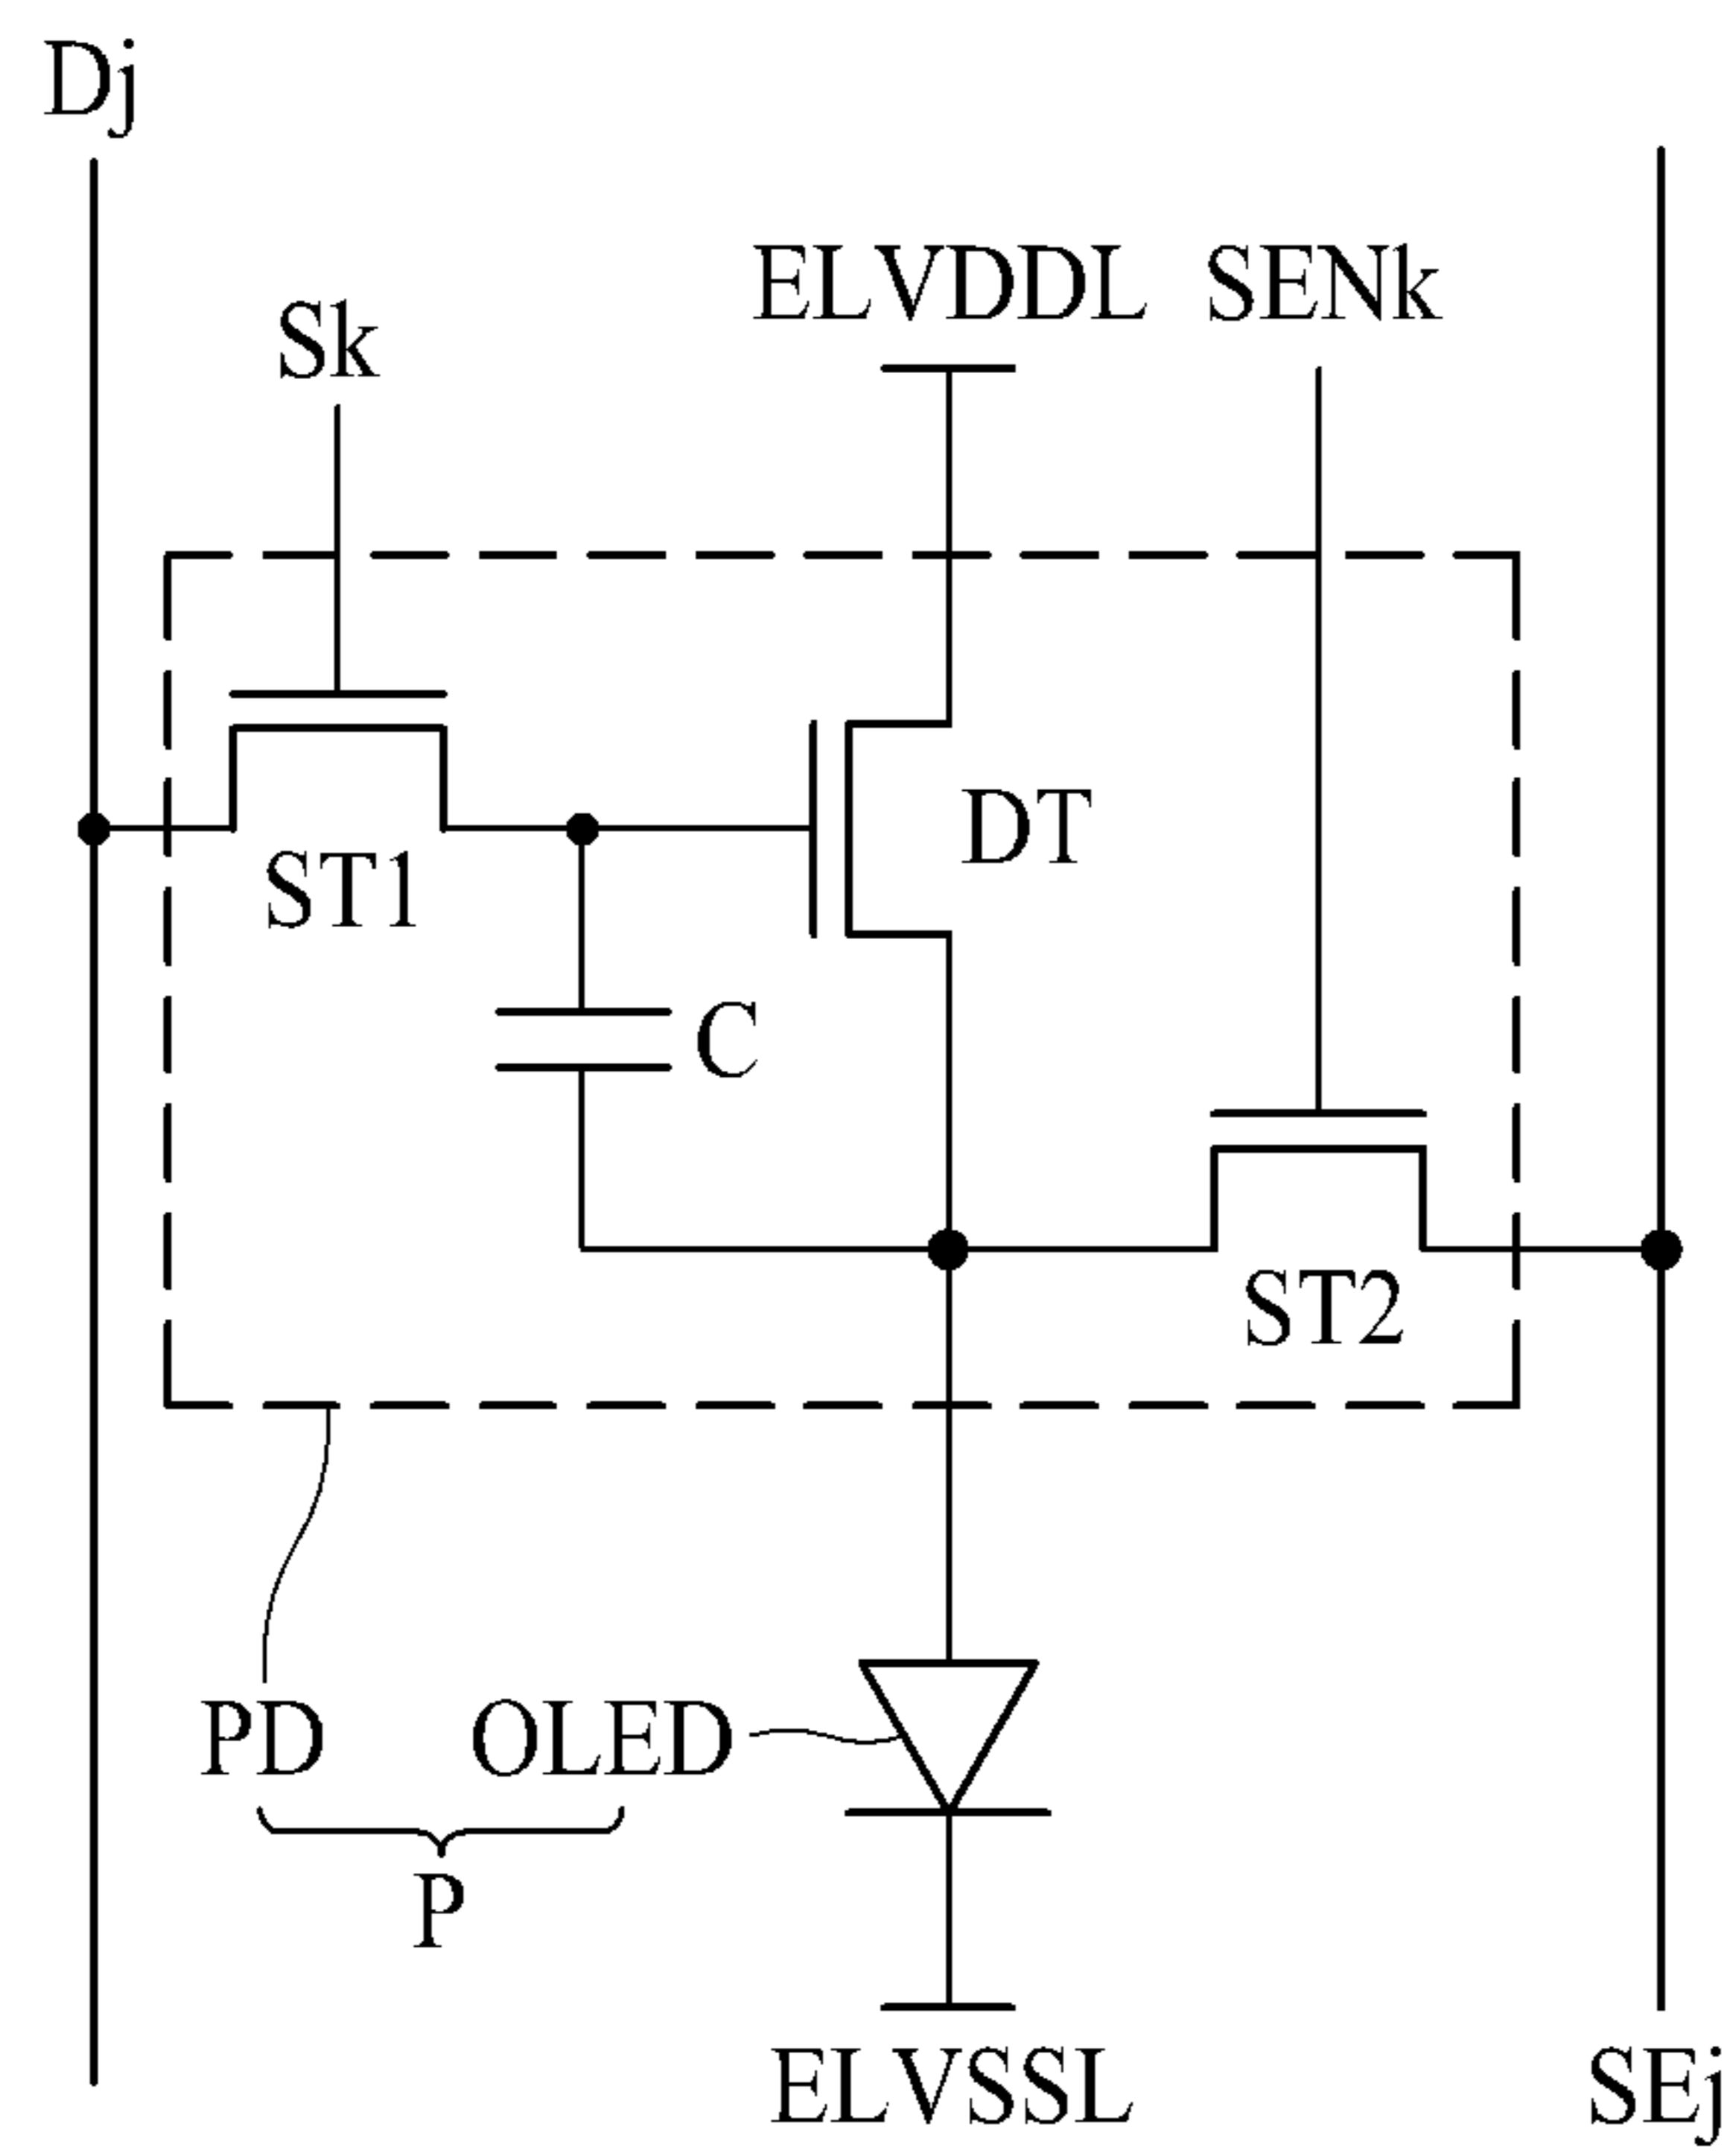 Dj
ELVDDL SENk
Sk
DT
ST1
C
ST2
PD OLED
P
ELVSSL SEj